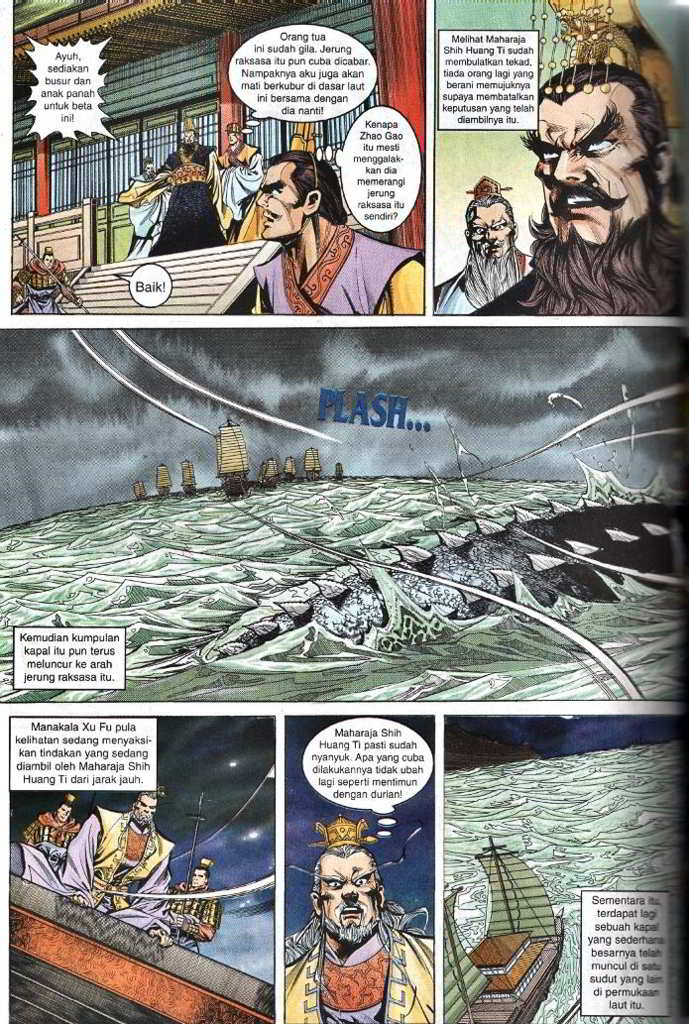 Ayuh,
sediakan
busur dan
anak panah
untuk beta
ini!
Orang tua
ini sudah gila. Jerung
raksasa itu pun cuba dicabar.
Nampaknya aku juga akan
mati berkubur di dasar laut
ini bersama dengan
dia nanti!
Kenapa
Zhao Gao
itu mesti
menggalak-
kan dia
memerangi
jerung
raksasa itu
sendiri?
Baik!
Melihat Maharaja
Shih Huang Ti sudah
membulatkan tekad,
tiada orang lagi yang
berani memujuknya
supaya membatalkan
keputusan yang telah
diambilnya itu.
PLASH...
Kemudian kumpulan
kapal itu pun terus
meluncur ke arah
jerung raksasa itu.
Manakala Xu Fu pula
kelihatan sedang menyaksi-
kan tindakan yang sedang
diambil oleh Maharaja Shih
Huang Ti dari jarak jauh.
Maharaja Shih
Huang Ti pasti sudah
nyanyuk. Apa yang cuba
dilakukannya tidak ubah
lagi seperti mentimun
dengan durian!
Sementara itu,
terdapat lagi
sebuah kapal
yang sederhana
besarnya telah
muncul di satu
sudut yang lain
di permukaan
laut itu.